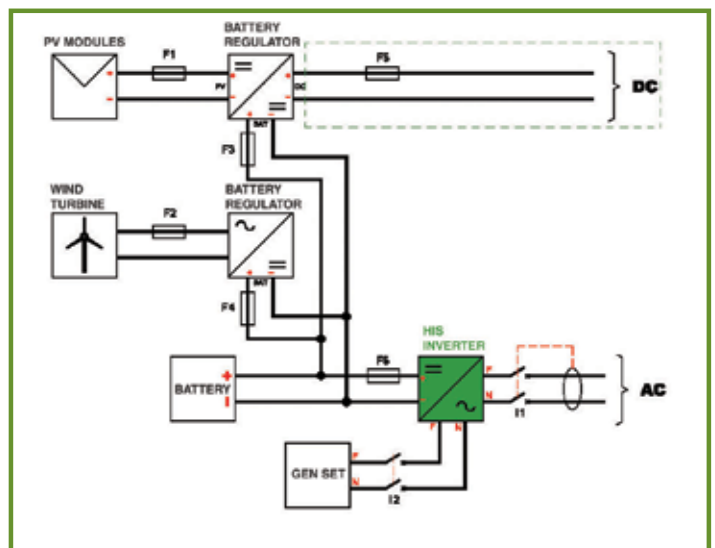 BATTERY
REGULATOR
PV MODULES
F1
F5
+
+
+
-
-
-
PV
DC
DC
+ -
BAT
F3
WIND
TURBINE
F2
BATTERY
REGULATOR
+ -
BAT
F4
HIS
INVERTER
F6
BATTERY
+
-
+
-
F
N
I1
AC
F N
GEN SET
F
N
I2